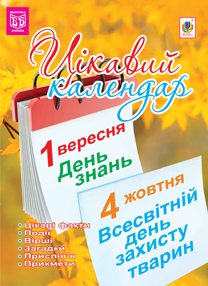 Цікавий
календар
1 вересня
День
знань
4 жовтня
Всесвітній
день
захисту
тварин
• Цікаві факти
• Події
• Вірші
• Загадки
• Прислів'я
• Прикмети